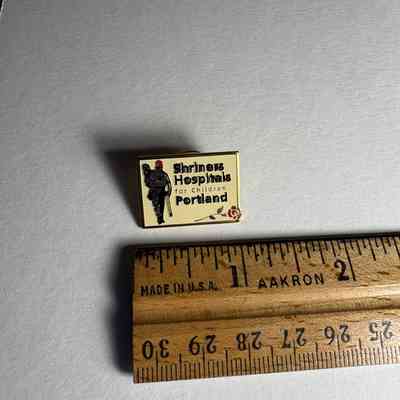 Shriners
Hospitals
for Children
Portland
1 2
MADE IN U.S.A. AAKRON
30 29 28 27 26 25